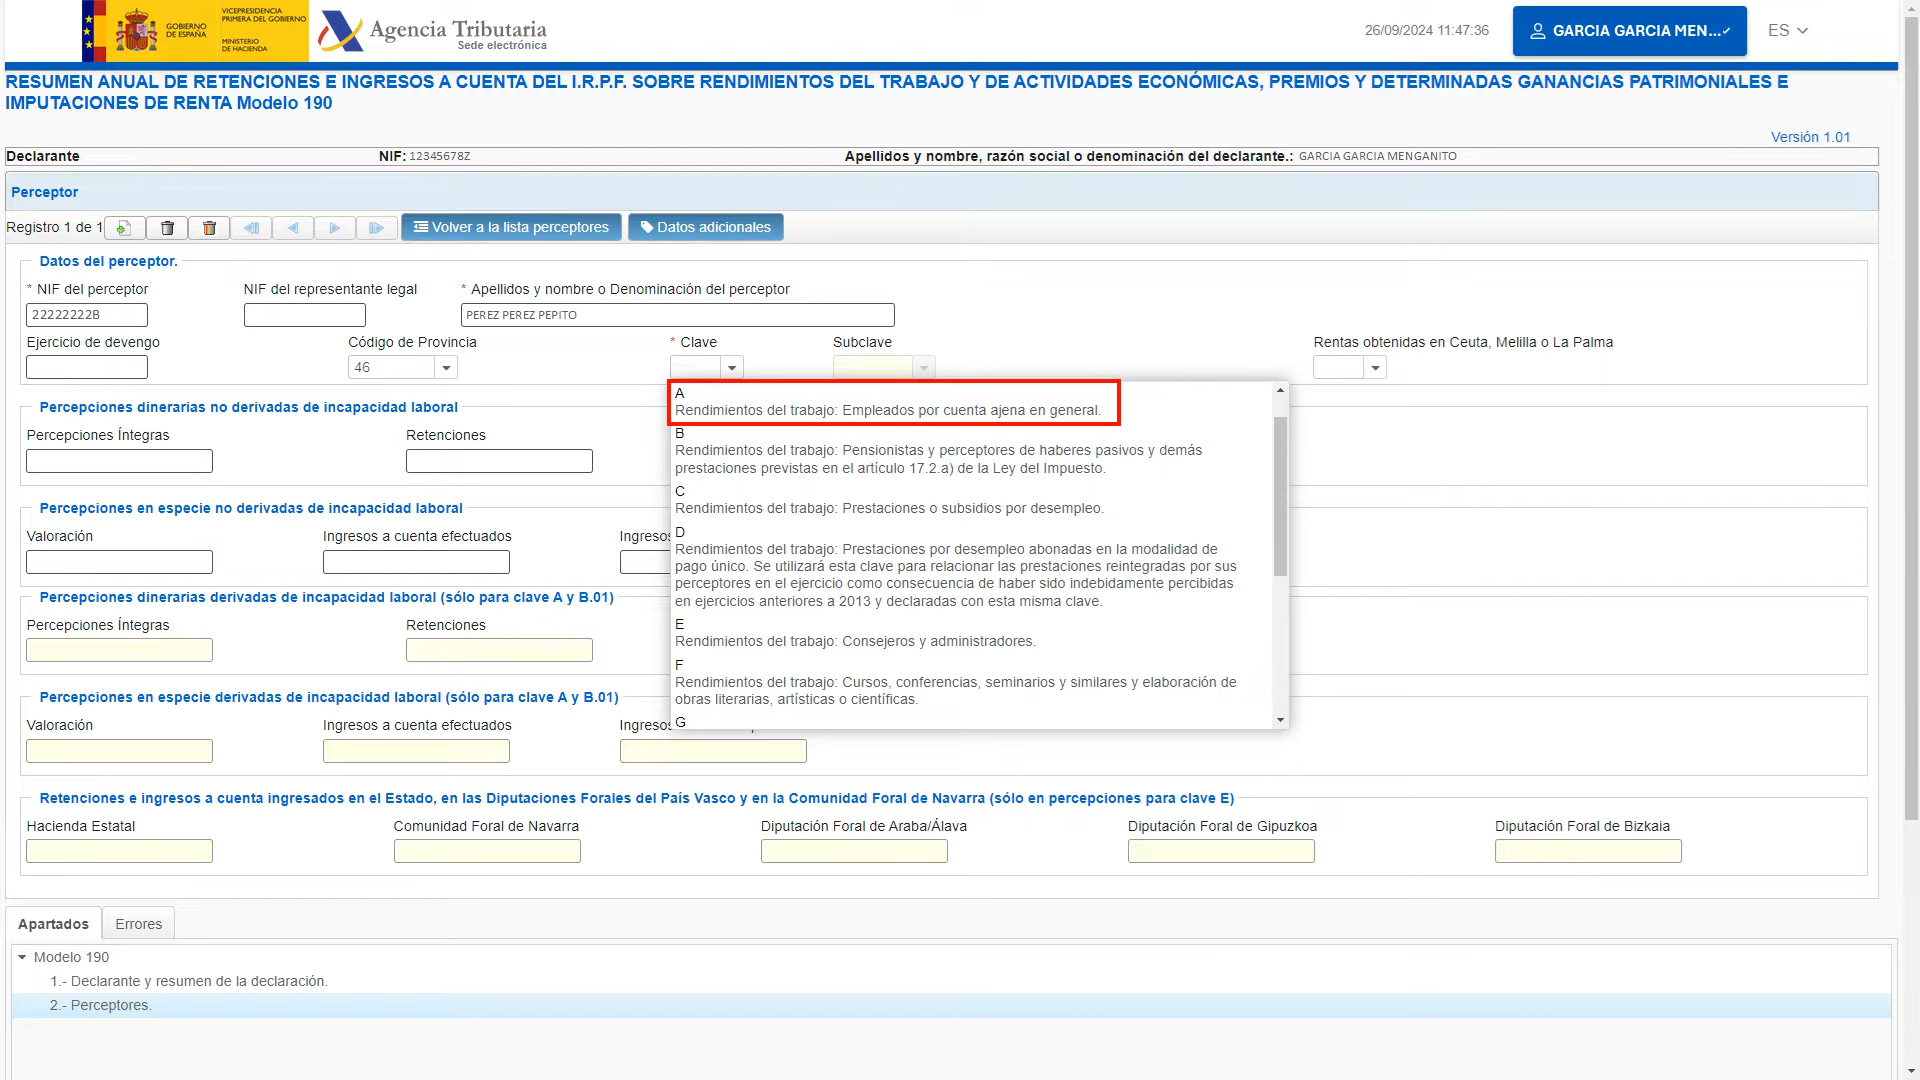 GOBIERNO
DE ESPAÑA
VICEPRESIDENCIA
PRIMERA DEL GOBIERNO
MINISTERIO
DE HACIENDA
Agencia Tributaria
Sede electrónica
26/09/2024 11:47:36
GARCIA GARCIA MEN...
ES
RESUMEN ANUAL DE RETENCIONES E INGRESOS A CUENTA DEL I.R.P.F. SOBRE RENDIMIENTOS DEL TRABAJO Y DE ACTIVIDADES ECONÓMICAS, PREMIOS Y DETERMINADAS GANANCIAS PATRIMONIALES E
IMPUTACIONES DE RENTA Modelo 190
Versión 1.01
Declarante NIF: 12345678Z Apellidos y nombre, razón social o denominación del declarante.: GARCIA GARCIA MENGANITO
Perceptor
Registro 1 de 1 Volver a la lista perceptores Datos adicionales
Datos del perceptor.
* NIF del perceptor NIF del representante legal * Apellidos y nombre o Denominación del perceptor
22222222B PEREZ PEREZ PEPITO
Ejercicio de devengo Código de Provincia * Clave Subclave Rentas obtenidas en Ceuta, Melilla o La Palma
46
A
Rendimientos del trabajo: Empleados por cuenta ajena en general.
B
Rendimientos del trabajo: Pensionistas y perceptores de haberes pasivos y demás
prestaciones previstas en el artículo 17.2.a) de la Ley del Impuesto.
C
Rendimientos del trabajo: Prestaciones o subsidios por desempleo.
D
Rendimientos del trabajo: Prestaciones por desempleo abonadas en la modalidad de
pago único. Se utilizará esta clave para relacionar las prestaciones reintegradas por sus
perceptores en el ejercicio como consecuencia de haber sido indebidamente percibidas
en ejercicios anteriores a 2013 y declaradas con esta misma clave.
E
Rendimientos del trabajo: Consejeros y administradores.
F
Rendimientos del trabajo: Cursos, conferencias, seminarios y similares y elaboración de
obras literarias, artísticas o científicas.
G
Percepciones dinerarias no derivadas de incapacidad laboral
Percepciones Íntegras Retenciones
Percepciones en especie no derivadas de incapacidad laboral
Valoración Ingresos a cuenta efectuados Ingresos
Percepciones dinerarias derivadas de incapacidad laboral (sólo para clave A y B.01)
Percepciones Íntegras Retenciones
Percepciones en especie derivadas de incapacidad laboral (sólo para clave A y B.01)
Valoración Ingresos a cuenta efectuados Ingresos
Retenciones e ingresos a cuenta ingresados en el Estado, en las Diputaciones Forales del País Vasco y en la Comunidad Foral de Navarra (sólo en percepciones para clave E)
Hacienda Estatal Comunidad Foral de Navarra Diputación Foral de Araba/Álava Diputación Foral de Gipuzkoa Diputación Foral de Bizkaia
Apartados Errores
Modelo 190
1.- Declarante y resumen de la declaración.
2.- Perceptores.